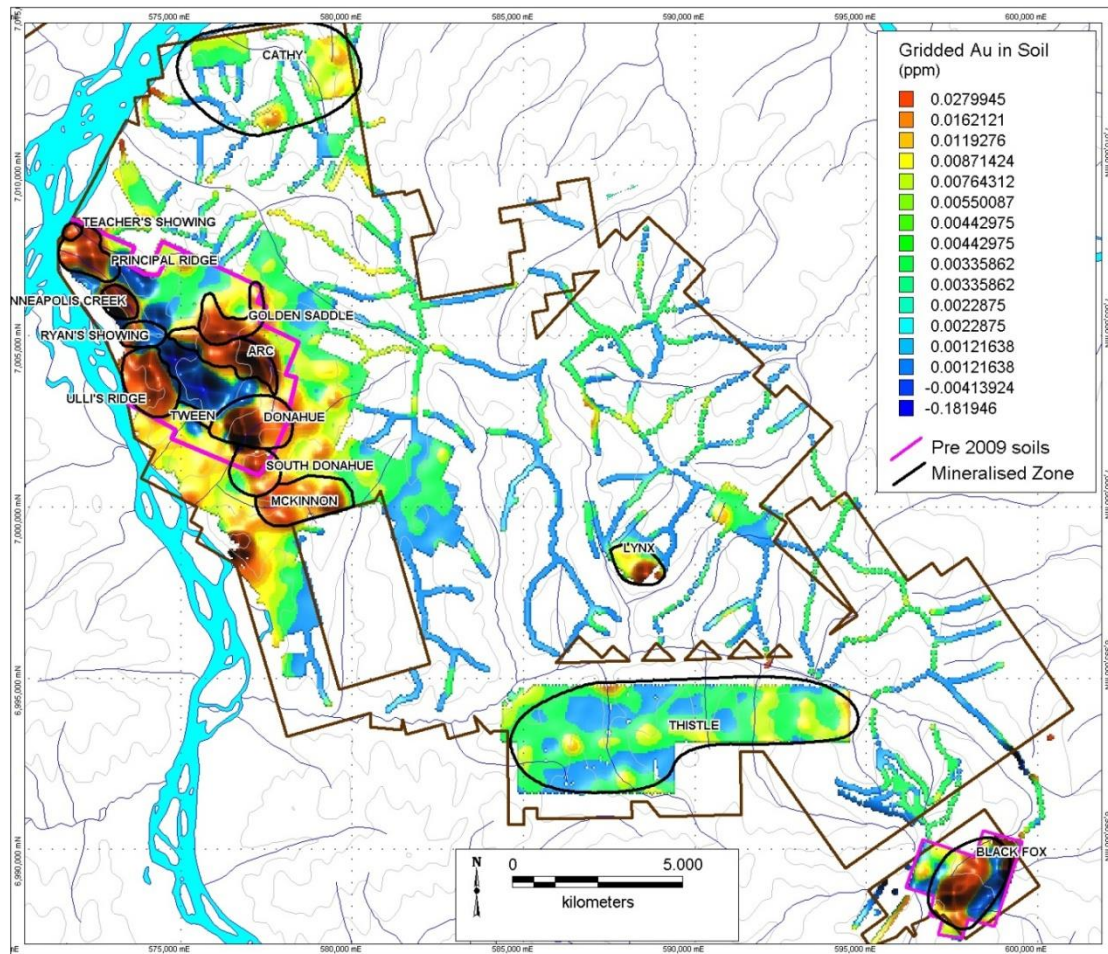 575,000 mE
580,000 mE
585,000 mE
590,000 mE
595,000 mE
600,000 mE
CATHY
Gridded Au in Soil
(ppm)
0.0279945
0.0162121
0.0119276
0.00871424
0.00764312
0.00550087
0.00442975
0.00442975
0.00335862
0.00335862
0.0022875
0.0022875
0.00121638
0.00121638
-0.00413924
-0.181946
Pre 2009 soils
Mineralised Zone
7,010,000 mN
TEACHER'S SHOWING
PRINCIPAL RIDGE
NNEAPOLIS CREEK
GOLDEN SADDLE
RYAN'S SHOWING
7,005,000 mN
ARC
ULLI'S RIDGE
TWEEN
DONAHUE
SOUTH DONAHUE
MCKINNON
7,000,000 mN
LYNX
6,995,000 mN
THISTLE
6,990,000 mN
BLACK FOX
N
0
5.000
kilometers
mE
575,000 mE
580,000 mE
585,000 mE
590,000 mE
595,000 mE
600,000 mE